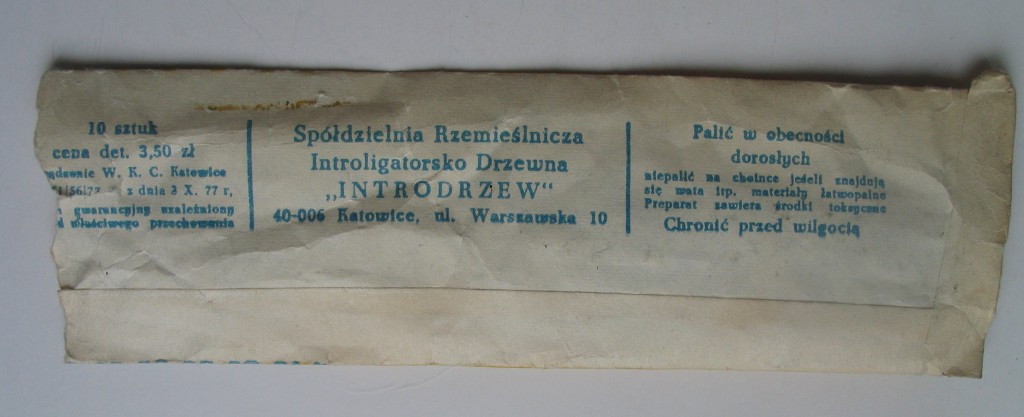 10 sztuk
cena det. 3,50 zł
W. K. C. Katowice
z dnia 3 X. 77 r,
gwarancyjny uzależniony
właściwego przechowania
Spółdzielnia Rzemieślnicza
Introligatorsko Drzewna
„INTRODRZEW"
40-006 Katowice, ul. Warszawska 10
Palić w obecności
dorosłych
niepalić na choince jeżeli znajdują
się wata itp. materiały łatwopalne
Preparat zawiera środki toksyczne
Chronić przed wilgocią